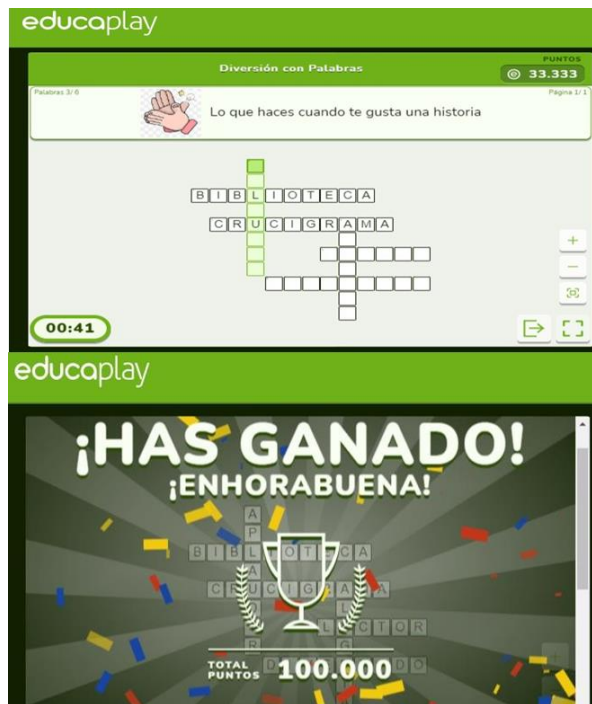 educaplay
Diversión con Palabras
PUNTOS
33.333
Palabras 3/ 6
Página 1/ 1
Lo que haces cuando te gusta una historia
BIBLIOTECA
CRUCIGRAMA
00:41
educaplay
¡HAS GANADO!
¡ENHORABUENA!
TOTAL
PUNTOS
100.000
BIBLIOTECA
CRUCIGRAMA
LECTOR